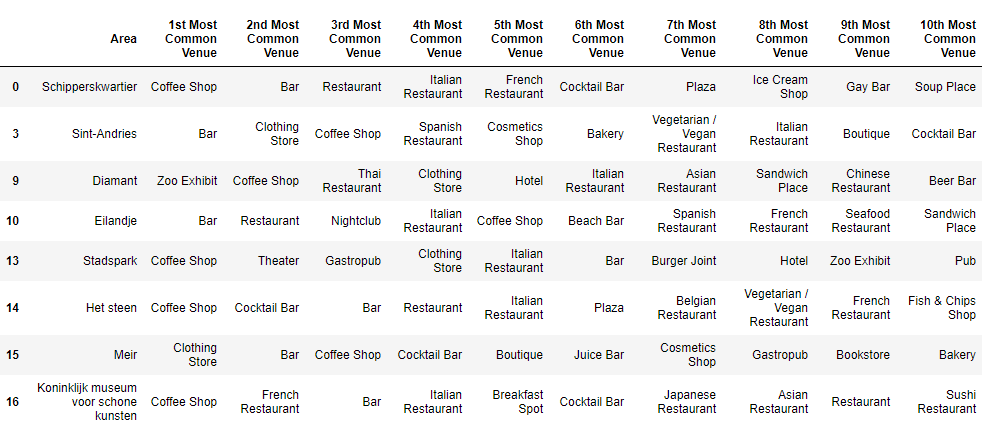 Area 1st Most Common Venue 2nd Most Common Venue 3rd Most Common Venue 4th Most Common Venue 5th Most Common Venue 6th Most Common Venue 7th Most Common Venue 8th Most Common Venue 9th Most Common Venue 10th Most Common Venue
0 Schipperskwartier Coffee Shop Bar Restaurant Italian Restaurant French Restaurant Cocktail Bar Plaza Ice Cream Shop Gay Bar Soup Place
3 Sint-Andries Bar Clothing Store Coffee Shop Spanish Restaurant Cosmetics Shop Bakery Vegetarian / Vegan Restaurant Italian Restaurant Boutique Cocktail Bar
9 Diamant Zoo Exhibit Coffee Shop Thai Restaurant Clothing Store Hotel Italian Restaurant Asian Restaurant Sandwich Place Chinese Restaurant Beer Bar
10 Eilandje Bar Restaurant Nightclub Italian Restaurant Coffee Shop Beach Bar Spanish Restaurant French Restaurant Seafood Restaurant Sandwich Place
13 Stadspark Coffee Shop Theater Gastropub Clothing Store Italian Restaurant Bar Burger Joint Hotel Zoo Exhibit Pub
14 Het steen Coffee Shop Cocktail Bar Bar Restaurant Italian Restaurant Plaza Belgian Restaurant Vegetarian / Vegan Restaurant French Restaurant Fish & Chips Shop
15 Meir Clothing Store Bar Coffee Shop Cocktail Bar Boutique Juice Bar Cosmetics Shop Gastropub Bookstore Bakery
16 Koninklijk museum voor schone kunsten Coffee Shop French Restaurant Bar Italian Restaurant Breakfast Spot Cocktail Bar Japanese Restaurant Asian Restaurant Restaurant Sushi Restaurant